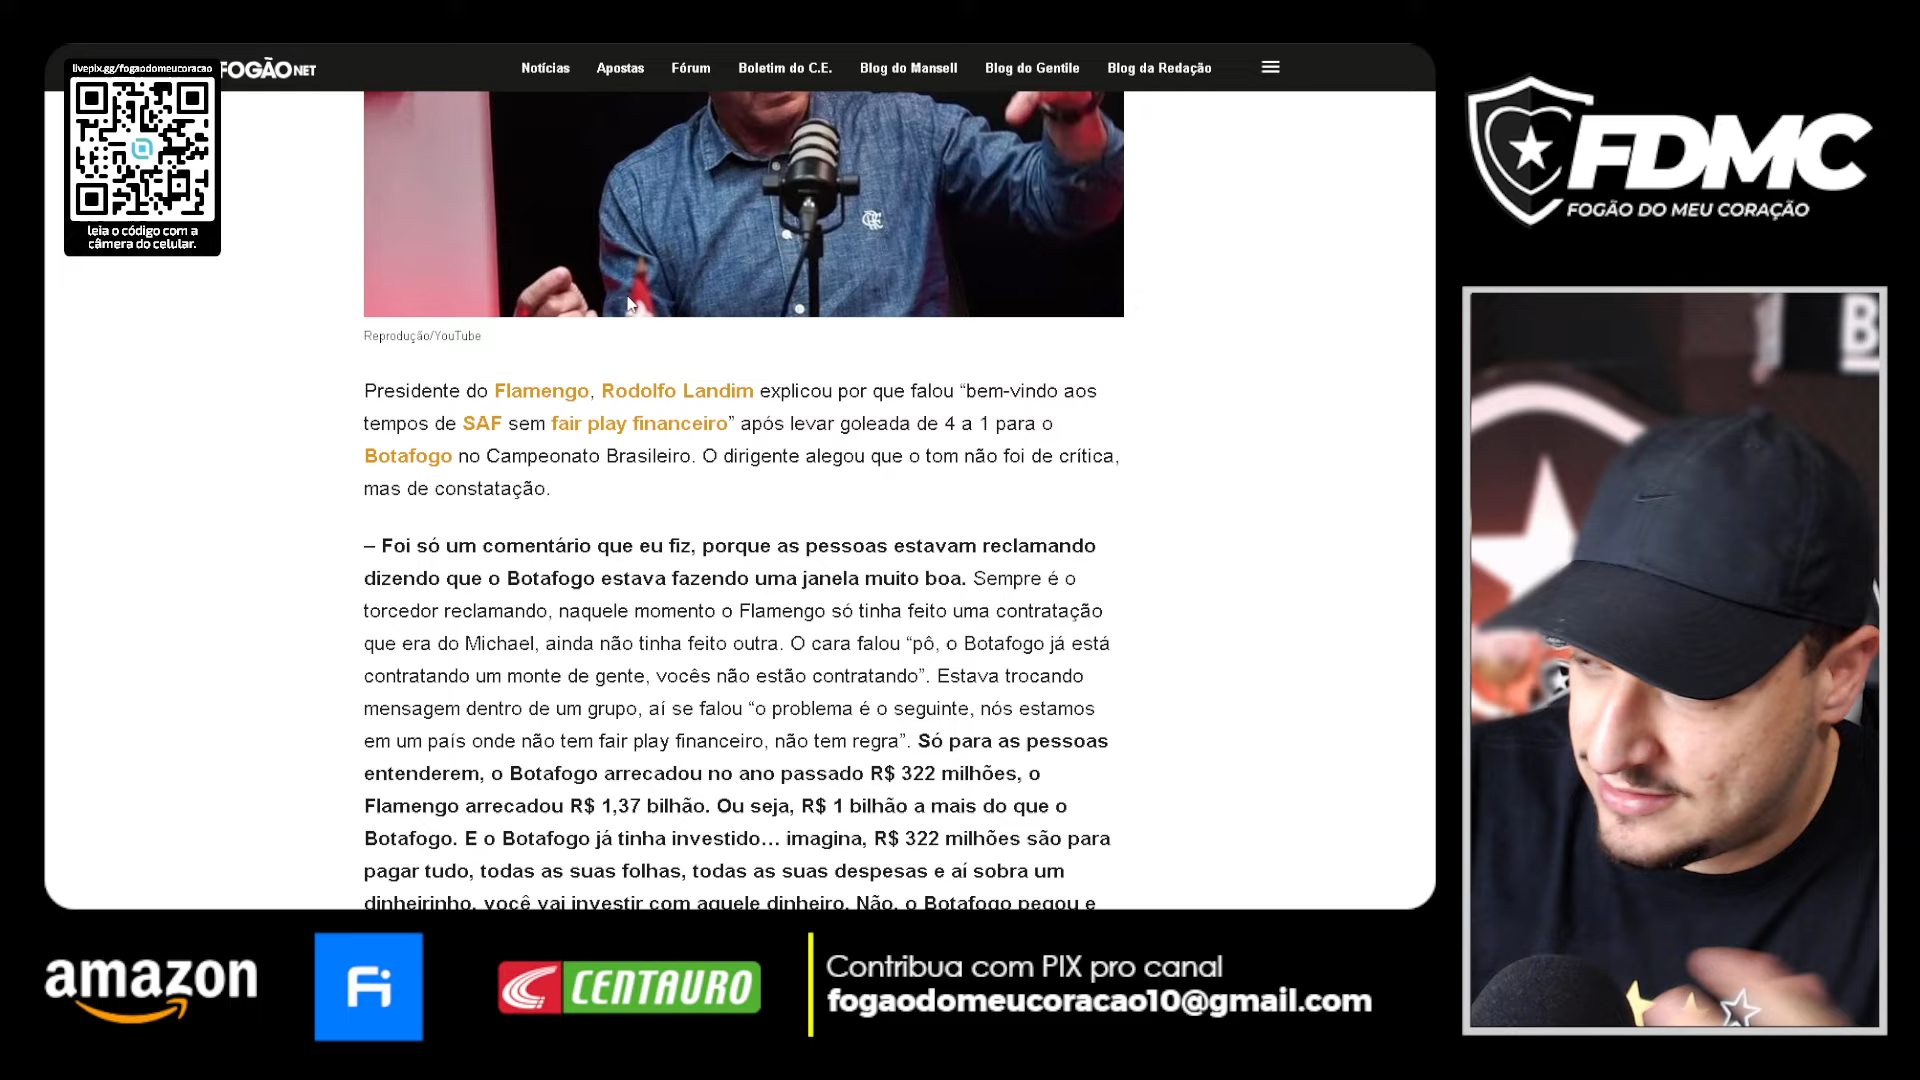 livepix.gg/fogaodomeucoracao
leia o código com a
câmera do celular.
FOGÃO NET
Notícias Apostas Fórum Boletim do C.E. Blog do Mansell Blog do Gentile Blog da Redação
Reprodução/YouTube
Presidente do Flamengo, Rodolfo Landim explicou por que falou “bem-vindo aos
tempos de SAF sem fair play financeiro” após levar goleada de 4 a 1 para o
Botafogo no Campeonato Brasileiro. O dirigente alegou que o tom não foi de crítica,
mas de constatação.
– Foi só um comentário que eu fiz, porque as pessoas estavam reclamando
dizendo que o Botafogo estava fazendo uma janela muito boa. Sempre é o
torcedor reclamando, naquele momento o Flamengo só tinha feito uma contratação
que era do Michael, ainda não tinha feito outra. O cara falou “pô, o Botafogo já está
contratando um monte de gente, vocês não estão contratando”. Estava trocando
mensagem dentro de um grupo, aí se falou “o problema é o seguinte, nós estamos
em um país onde não tem fair play financeiro, não tem regra”. Só para as pessoas
entenderem, o Botafogo arrecadou no ano passado R$ 322 milhões, o
Flamengo arrecadou R$ 1,37 bilhão. Ou seja, R$ 1 bilhão a mais do que o
Botafogo. E o Botafogo já tinha investido… imagina, R$ 322 milhões são para
pagar tudo, todas as suas folhas, todas as suas despesas e aí sobra um
dinheirinho, você vai investir com aquele dinheiro. Não, o Botafogo pegou e
FDMC
FOGÃO DO MEU CORAÇÃO
B
amazon
Fi
CENTAURO
Contribua com PIX pro canal
fogaodomeucoracao10@gmail.com